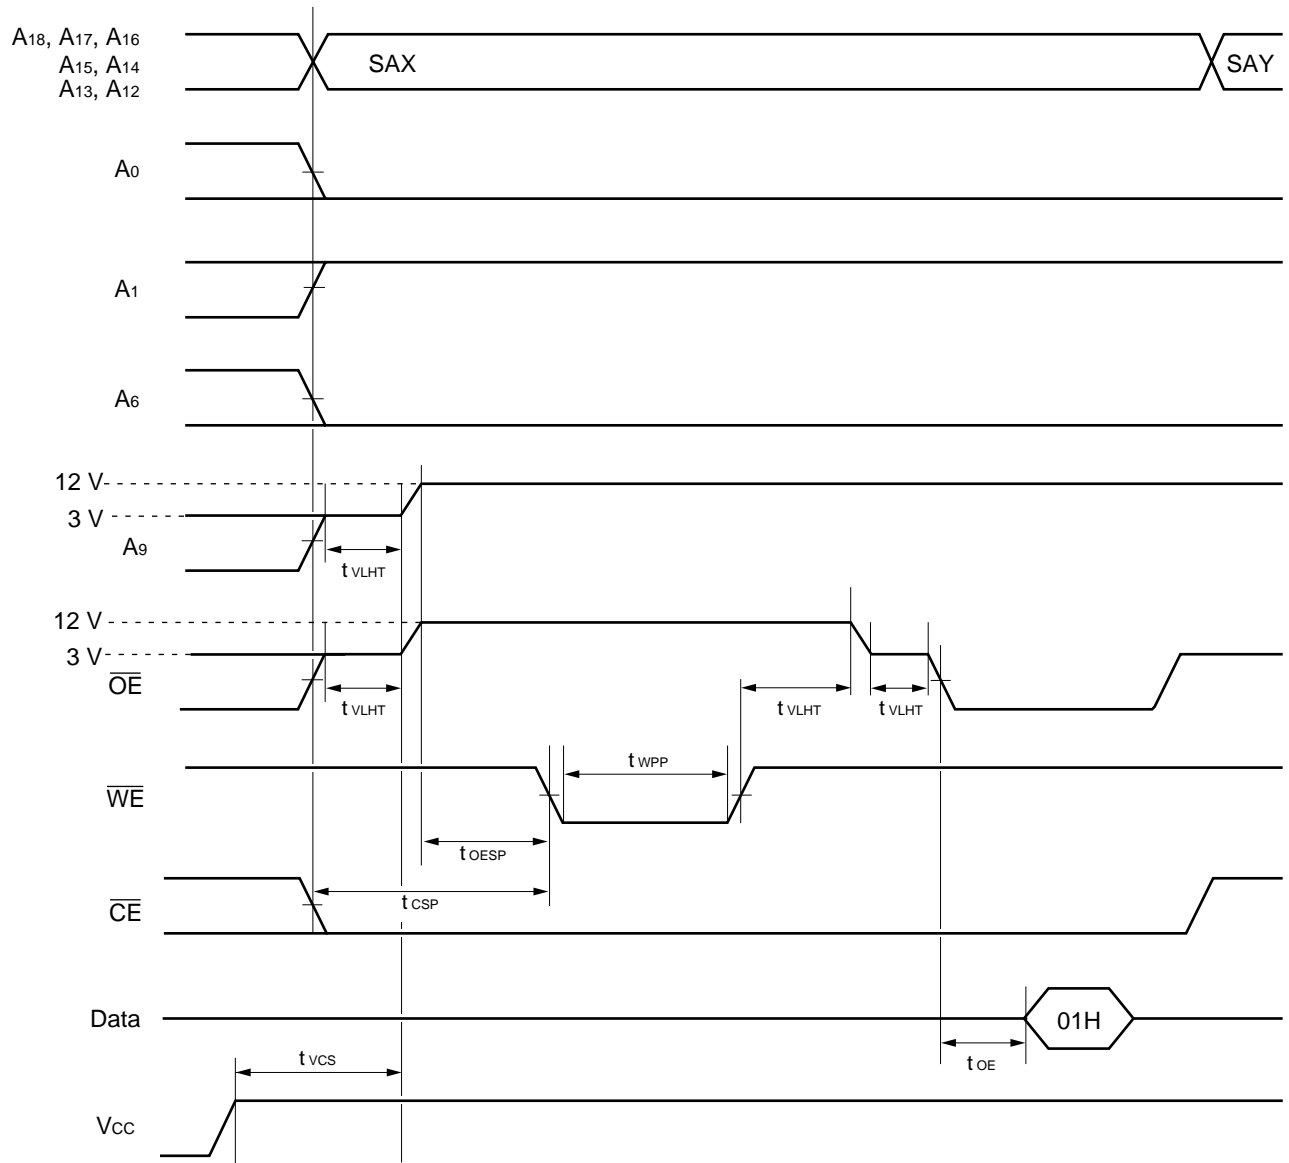 A18, A17, A16
A15, A14
A13, A12
SAX
SAY
A0
A1
A6
12 V
3 V
A9
t VLHT
12 V
3 V
OE
t VLHT
t VLHT
t VLHT
WE
t WPP
t OESP
CE
t CSP
Data
01H
t OE
t VCS
VCC